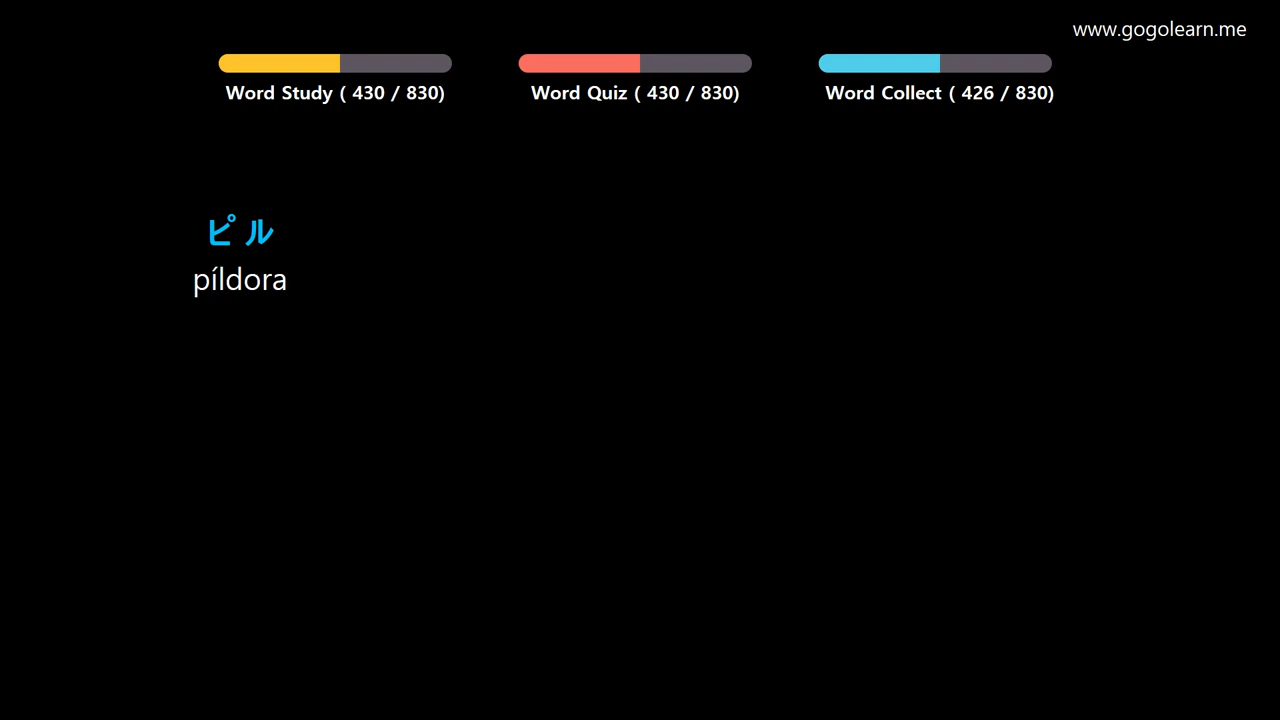 www.gogolearn.me
Word Study ( 430 / 830)
Word Quiz ( 430 / 830)
Word Collect ( 426 / 830)
ピル
píldora